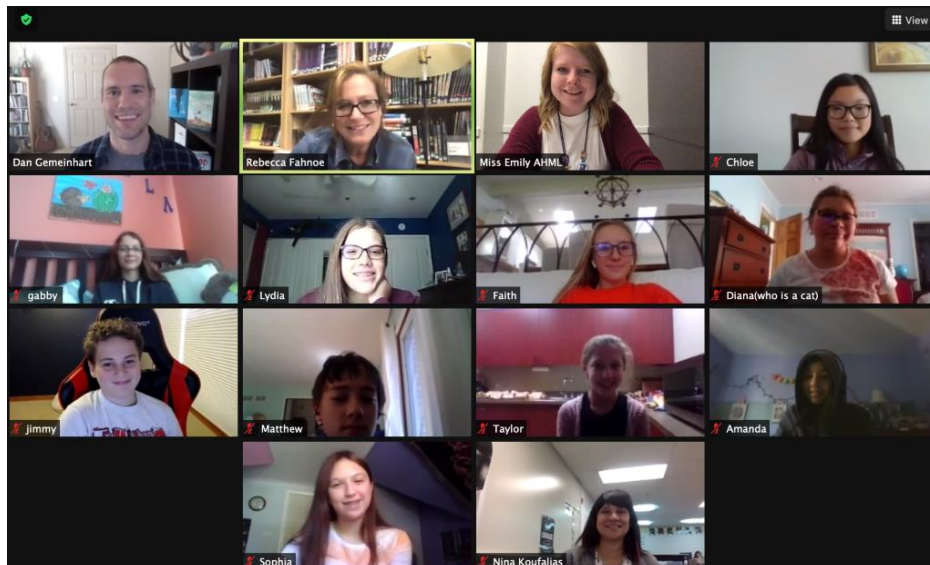 View
Dan Gemeinhart
Rebecca Fahnoe
Miss Emily AHML
Chloe
gabby
Lydia
Faith
Diana(who is a cat)
jimmy
Matthew
Taylor
Amanda
Sophia
Nina Koufalias